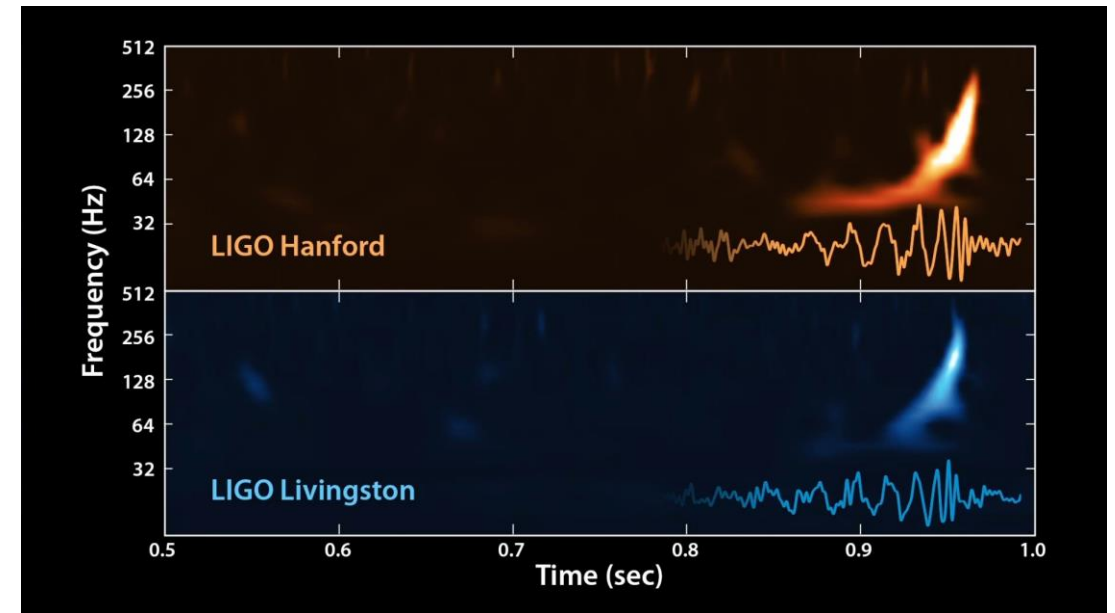 512
256
128
64
32
LIGO Hanford
Frequency (Hz)
512
256
128
64
32
LIGO Livingston
0.5 0.6 0.7 0.8 0.9 1.0
Time (sec)